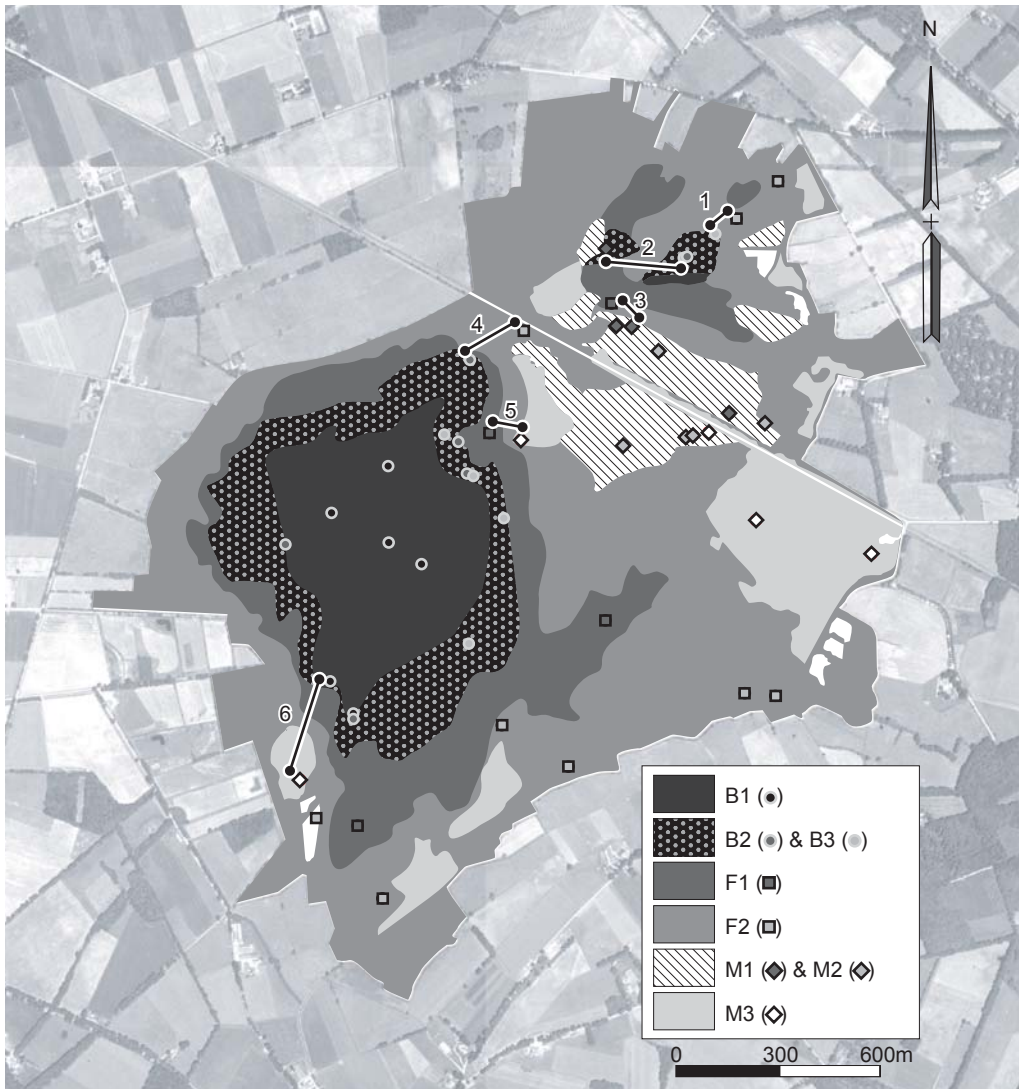 N
1
2
3
4
5
6
B1 ( )
B2 ( ) & B3 ( )
F1 ( )
F2 ( )
M1 ( ) & M2 ( )
M3 ( )
0 300 600m